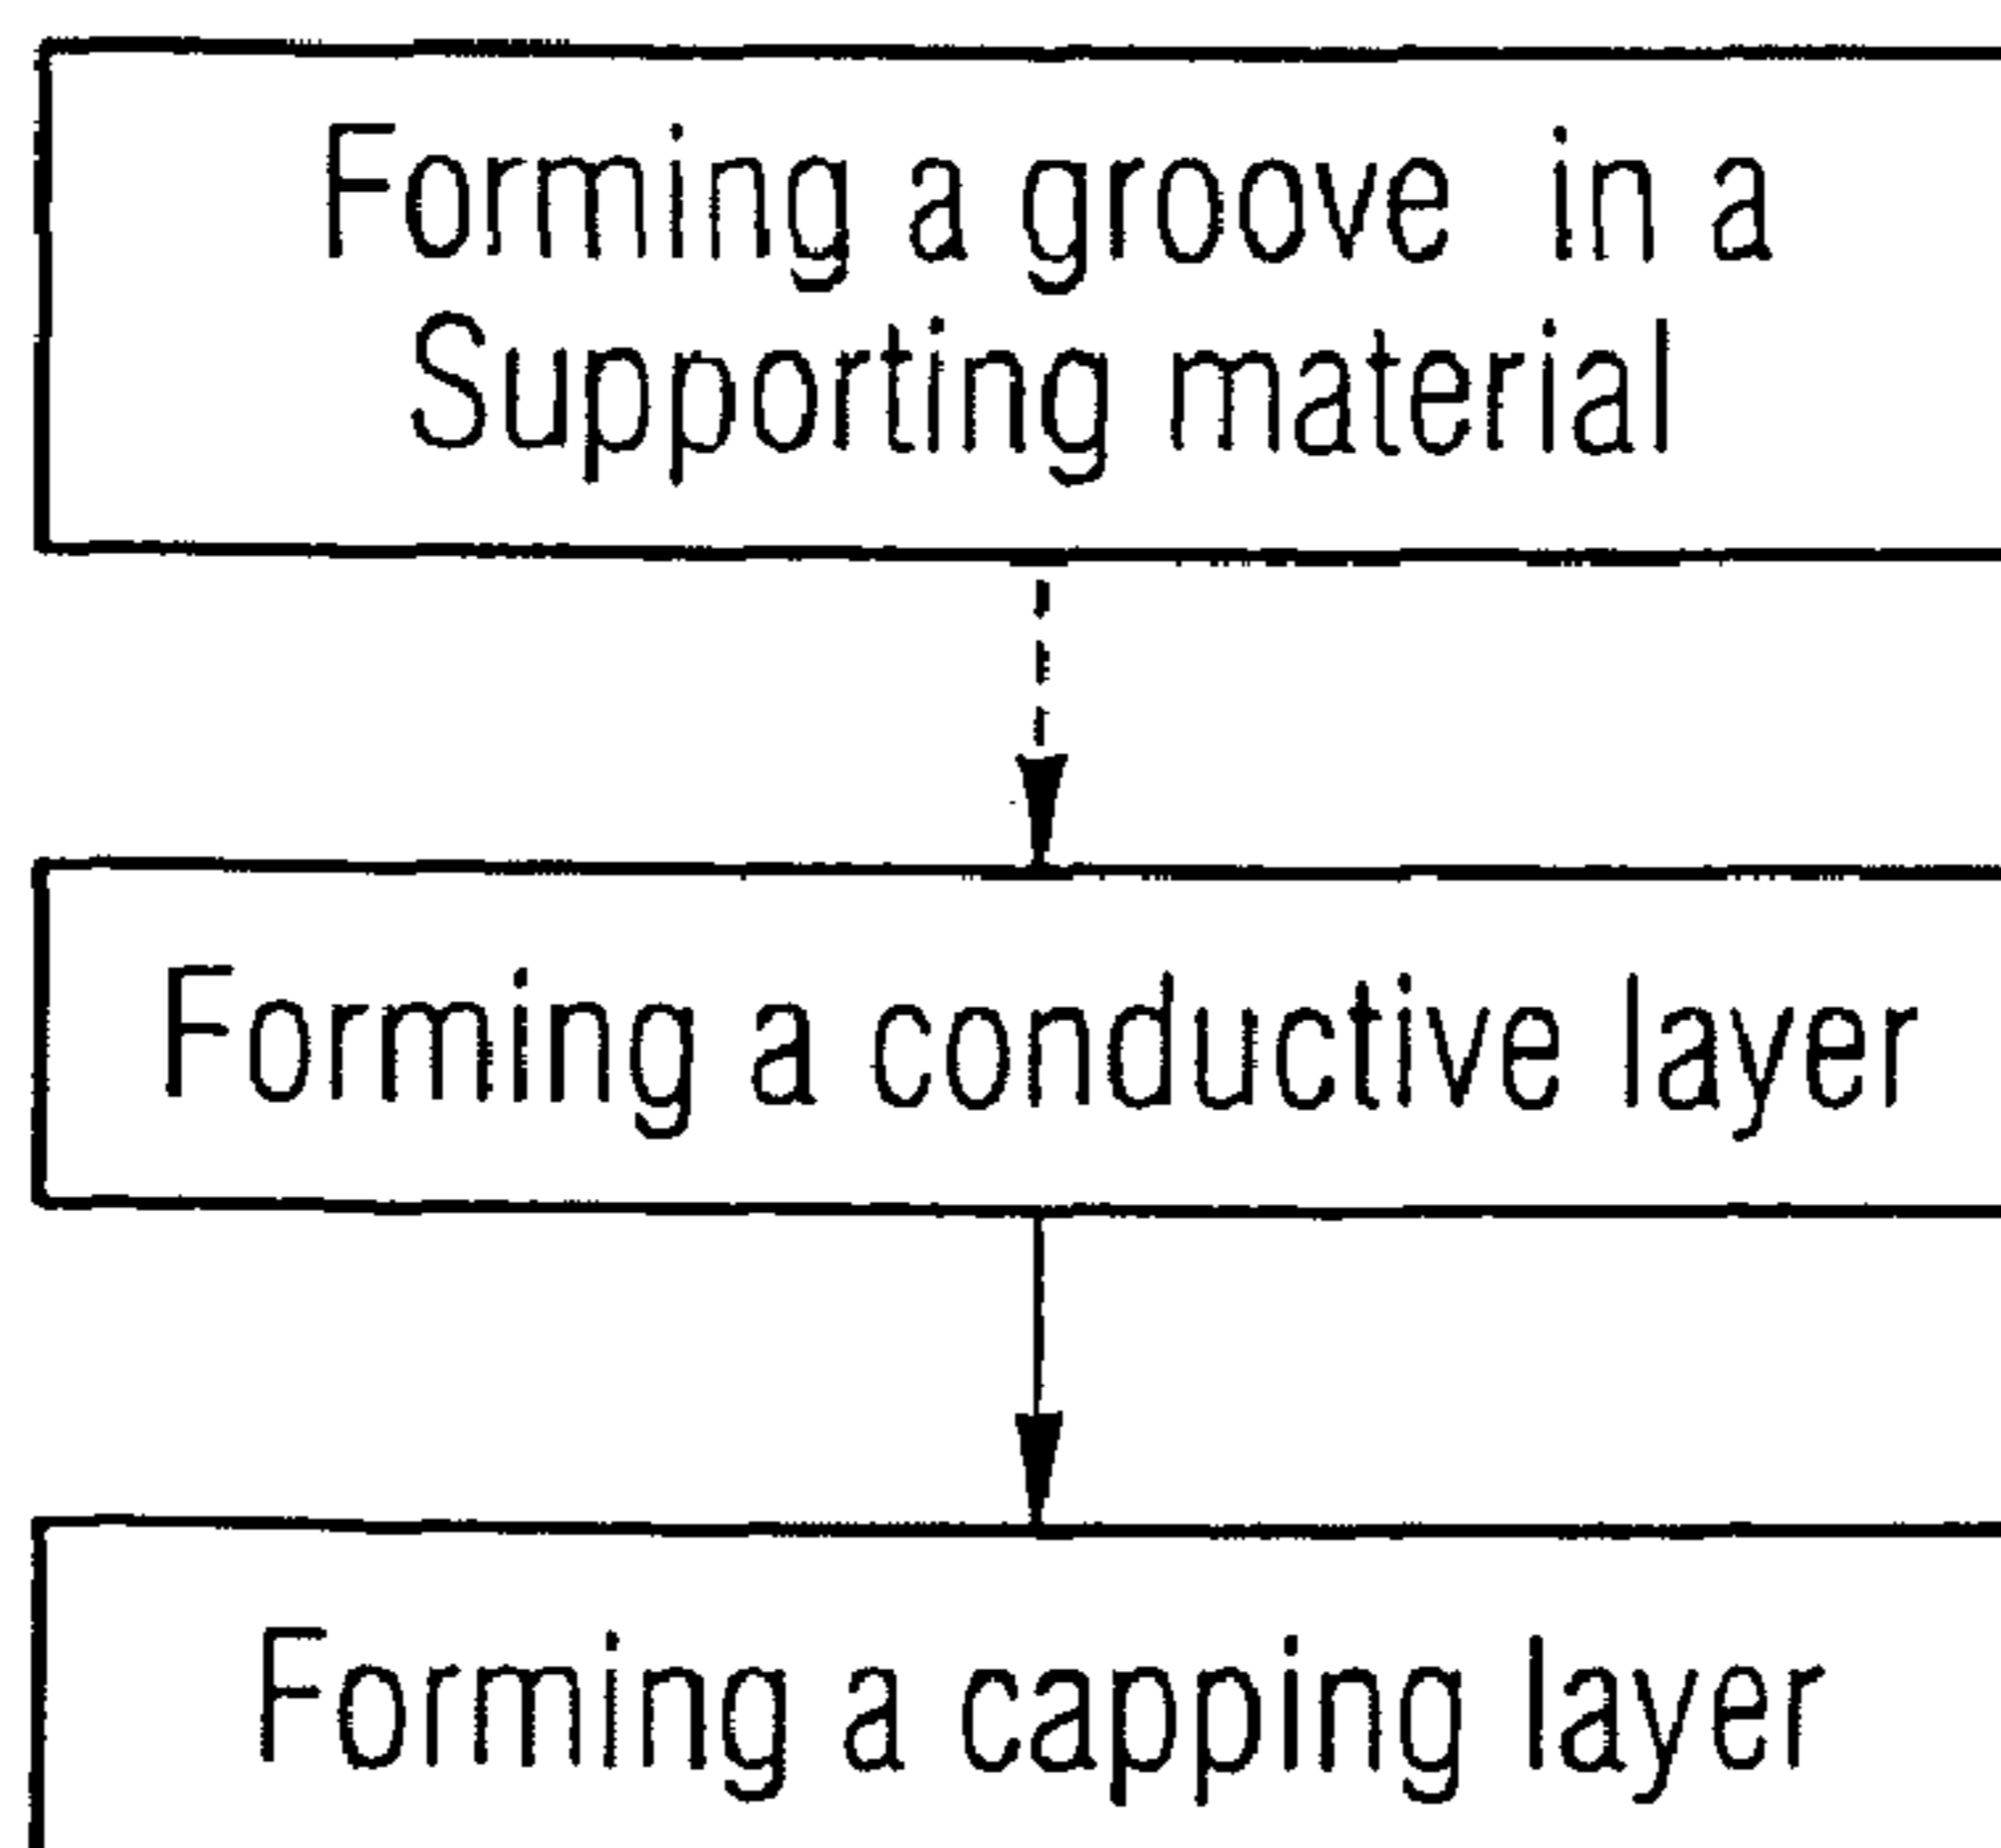 Forming a groove in a
Supporting material
Forming a conductive layer
Forming a capping layer